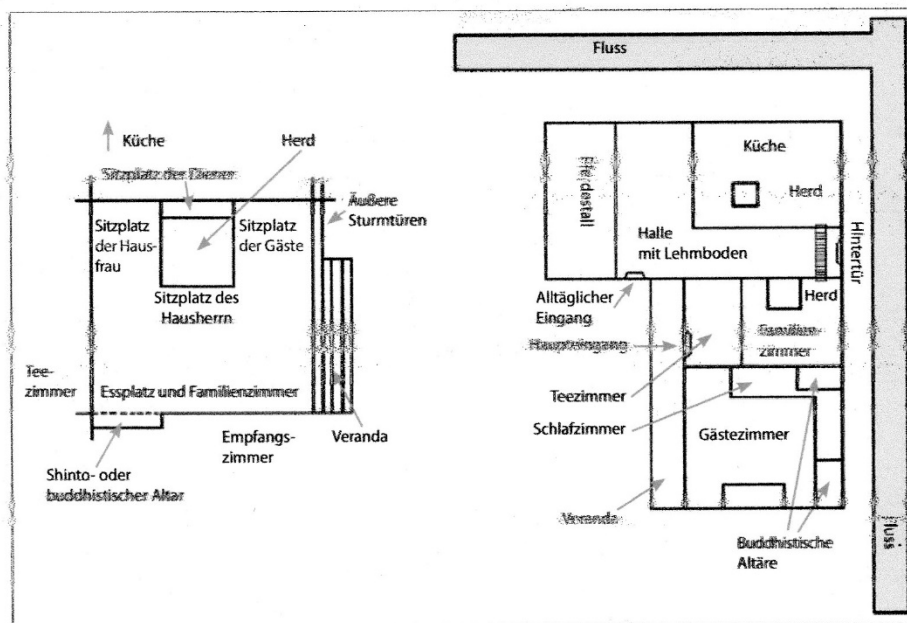 Küche
Herd
Sitzplatz der Diener
Äußere
Sturmtüren
Sitzplatz
der Haus-
frau
Sitzplatz
der Gäste
Sitzplatz des
Hausherrn
Tee-
zimmer
Essplatz und Familienzimmer
Empfangs-
zimmer
Veranda
Shinto- oder
buddhistischer Altar
Fluss
Pferdestall
Küche
Herd
Halle
mit Lehmboden
Hintertür
Alltäglicher
Eingang
Herd
Haupteingang
Familien-
zimmer
Teezimmer
Schlafzimmer
Gästezimmer
Veranda
Buddhistische
Altäre
Fluss